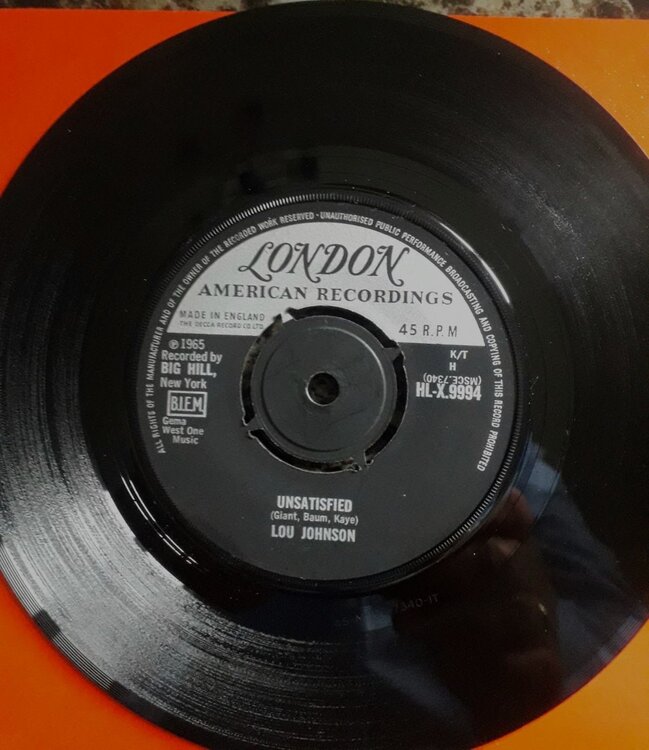 ALL RIGHTS OF THE MANUFACTURER AND OF THE OWNER OF THE RECORDED WORK RESERVED · UNAUTHORISED PUBLIC PERFORMANCE BROADCASTING AND COPYING OF THIS RECORD PROHIBITED
LONDON
AMERICAN RECORDINGS
MADE IN ENGLAND
THE DECCA RECORD CO LTD
45 R.P.M
℗ 1965
Recorded by
BIG HILL,
New York
B.I.E.M.
Gema
West One
Music
K/T
H
(MSCE.7340)
HL-X.9994
UNSATISFIED
(Giant, Baum, Kaye)
LOU JOHNSON
7340-1T